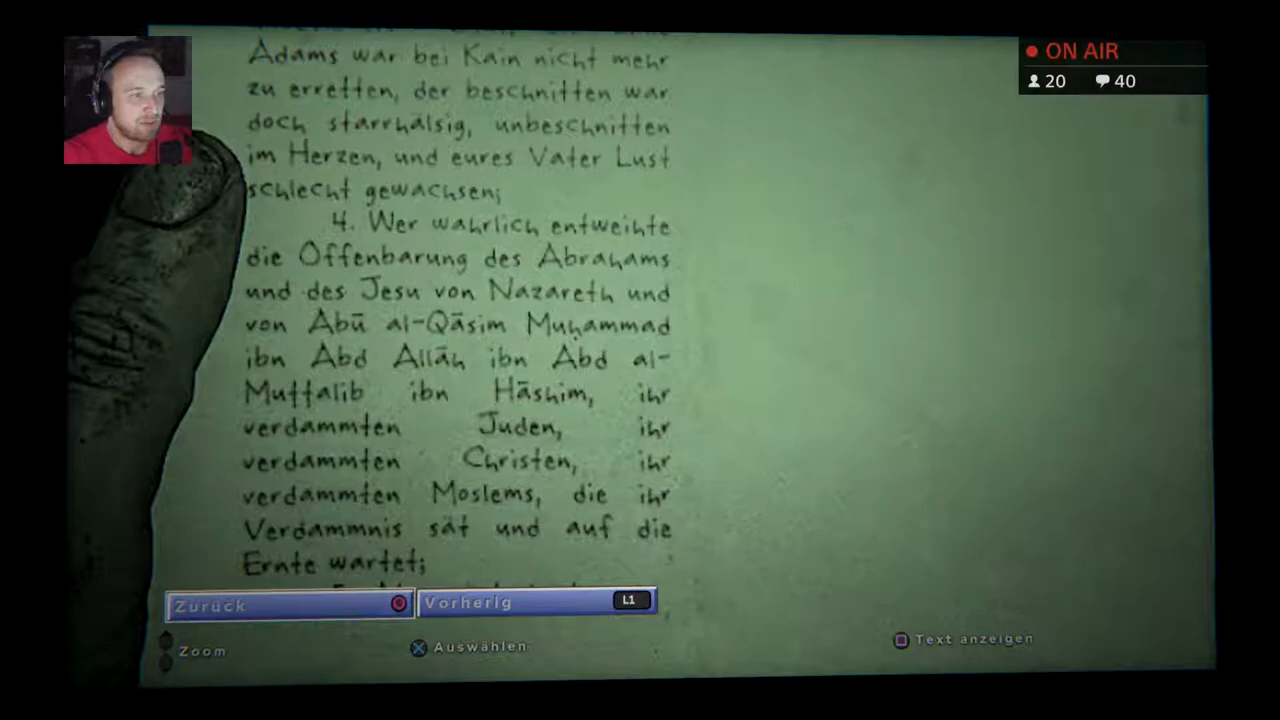 ON AIR
20 40
Adams war bei Kain nicht mehr
zu erretten, der beschnitten war
doch starrhälsig, unbeschnitten
im Herzen, und eures Vater Lust
schlecht gewachsen;
4. Wer wahrlich entweihte
die Offenbarung des Abrahams
und des Jesu von Nazareth und
von Abū al-Qāsim Muḥammad
ibn Abd Allāh ibn Abd al-
Muttalib ibn Hāshim, ihr
verdammten Juden, ihr
verdammten Christen, ihr
verdammten Moslems, die ihr
Verdammnis sät und auf die
Ernte wartet;
Zurück Vorherig L1
Zoom Auswählen Text anzeigen